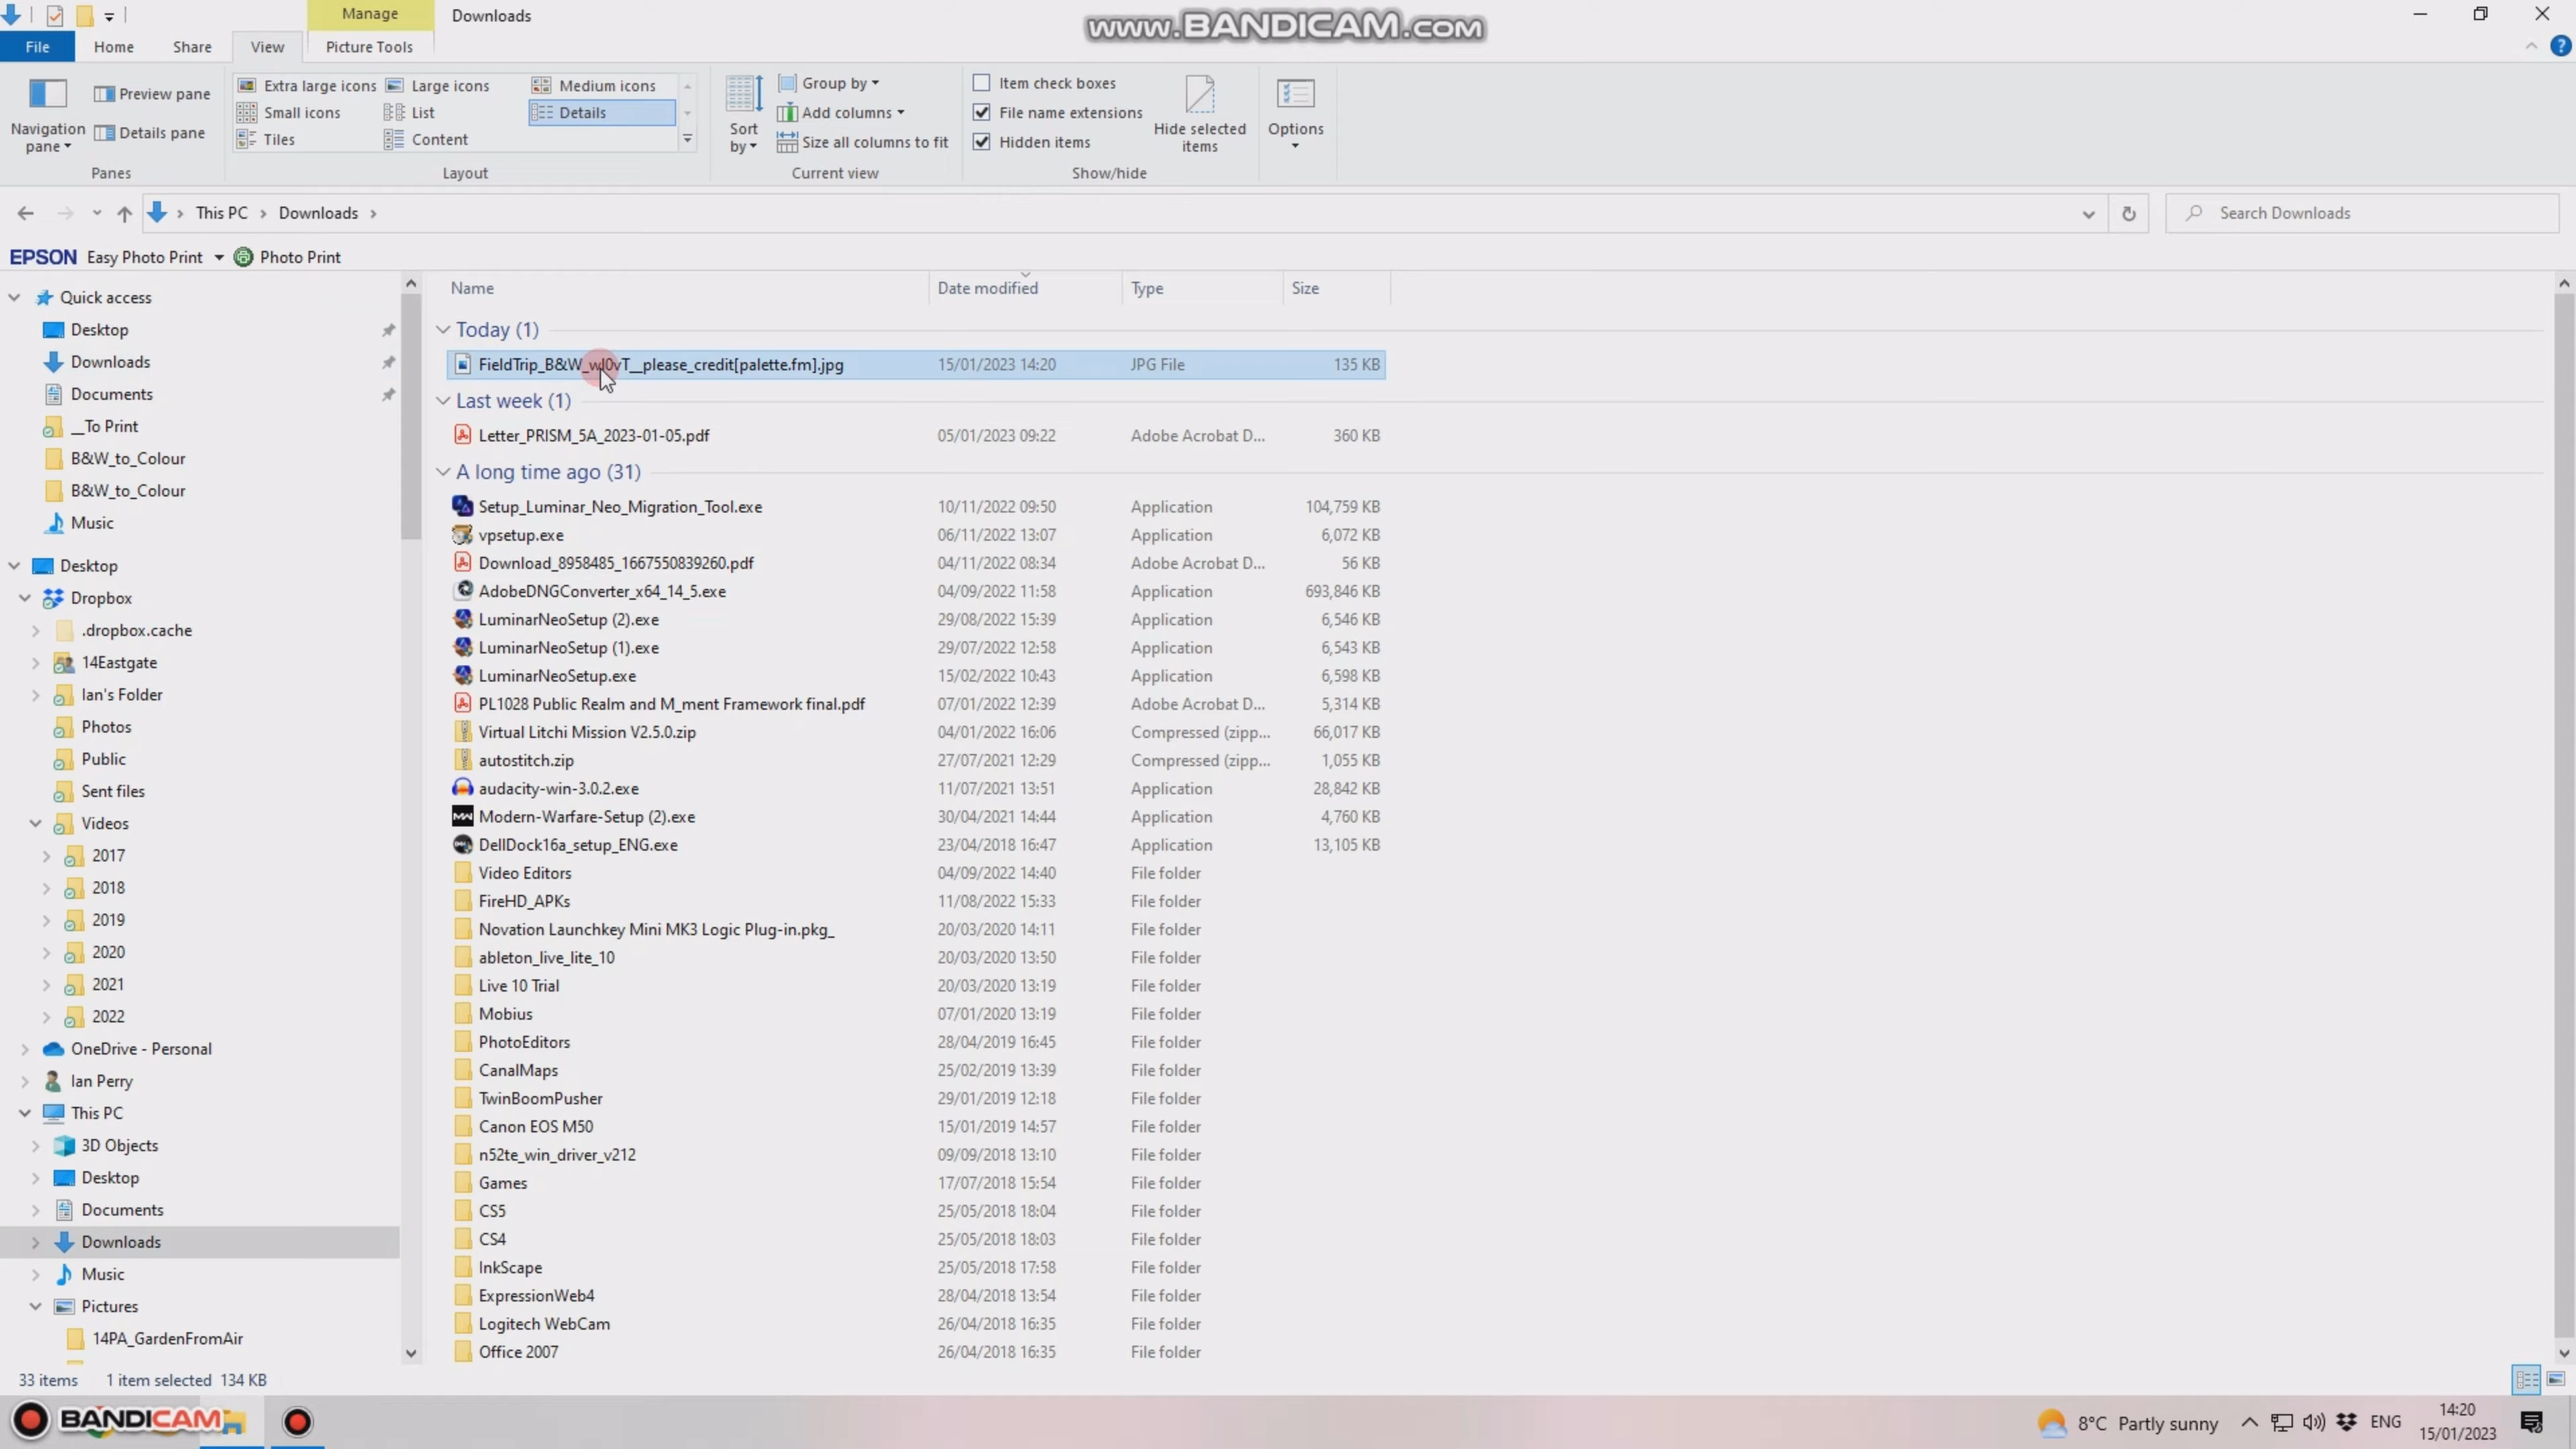 Manage
Downloads
www.BANDICAM.com
File
Home
Share
View
Picture Tools
Navigation pane
Preview pane
Details pane
Panes
Extra large icons
Large icons
Medium icons
Small icons
List
Details
Tiles
Content
Layout
Sort by
Group by
Add columns
Size all columns to fit
Current view
Item check boxes
File name extensions
Hidden items
Hide selected items
Show/hide
Options
This PC
Downloads
Search Downloads
EPSON Easy Photo Print
Photo Print
Quick access
Desktop
Downloads
Documents
__To Print
B&W_to_Colour
B&W_to_Colour
Music
Desktop
Dropbox
.dropbox.cache
14Eastgate
Ian's Folder
Photos
Public
Sent files
Videos
2017
2018
2019
2020
2021
2022
OneDrive - Personal
Ian Perry
This PC
3D Objects
Desktop
Documents
Downloads
Music
Pictures
14PA_GardenFromAir
Name Date modified Type Size
Today (1)
FieldTrip_B&W_wI0vT__please_credit[palette.fm].jpg 15/01/2023 14:20 JPG File 135 KB
Last week (1)
Letter_PRISM_5A_2023-01-05.pdf 05/01/2023 09:22 Adobe Acrobat D... 360 KB
A long time ago (31)
Setup_Luminar_Neo_Migration_Tool.exe 10/11/2022 09:50 Application 104,759 KB
vpsetup.exe 06/11/2022 13:07 Application 6,072 KB
Download_8958485_1667550839260.pdf 04/11/2022 08:34 Adobe Acrobat D... 56 KB
AdobeDNGConverter_x64_14_5.exe 04/09/2022 11:58 Application 693,846 KB
LuminarNeoSetup (2).exe 29/08/2022 15:39 Application 6,546 KB
LuminarNeoSetup (1).exe 29/07/2022 12:58 Application 6,543 KB
LuminarNeoSetup.exe 15/02/2022 10:43 Application 6,598 KB
PL1028 Public Realm and M_ment Framework final.pdf 07/01/2022 12:39 Adobe Acrobat D... 5,314 KB
Virtual Litchi Mission V2.5.0.zip 04/01/2022 16:06 Compressed (zipp... 66,017 KB
autostitch.zip 27/07/2021 12:29 Compressed (zipp... 1,055 KB
audacity-win-3.0.2.exe 11/07/2021 13:51 Application 28,842 KB
Modern-Warfare-Setup (2).exe 30/04/2021 14:44 Application 4,760 KB
DellDock16a_setup_ENG.exe 23/04/2018 16:47 Application 13,105 KB
Video Editors 04/09/2022 14:40 File folder
FireHD_APKs 11/08/2022 15:33 File folder
Novation Launchkey Mini MK3 Logic Plug-in.pkg_ 20/03/2020 14:11 File folder
ableton_live_lite_10 20/03/2020 13:50 File folder
Live 10 Trial 20/03/2020 13:19 File folder
Mobius 07/01/2020 13:19 File folder
PhotoEditors 28/04/2019 16:45 File folder
CanalMaps 25/02/2019 13:39 File folder
TwinBoomPusher 29/01/2019 12:18 File folder
Canon EOS M50 15/01/2019 14:57 File folder
n52te_win_driver_v212 09/09/2018 13:10 File folder
Games 17/07/2018 15:54 File folder
CS5 25/05/2018 18:04 File folder
CS4 25/05/2018 18:03 File folder
InkScape 25/05/2018 17:58 File folder
ExpressionWeb4 28/04/2018 13:54 File folder
Logitech WebCam 26/04/2018 16:35 File folder
Office 2007 26/04/2018 16:35 File folder
33 items 1 item selected 134 KB
BANDICAM
8°C Partly sunny
ENG
14:20
15/01/2023